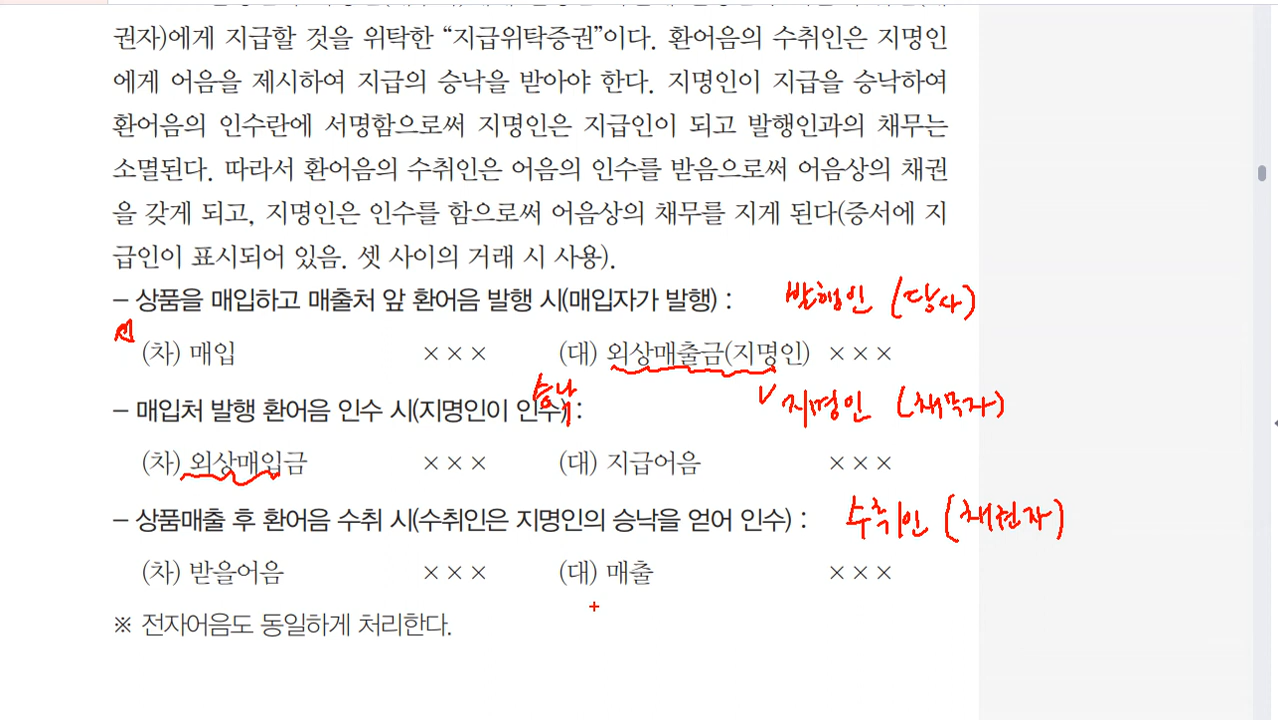 권자)에게 지급할 것을 위탁한 “지급위탁증권”이다. 환어음의 수취인은 지명인
에게 어음을 제시하여 지급의 승낙을 받아야 한다. 지명인이 지급을 승낙하여
환어음의 인수란에 서명함으로써 지명인은 지급인이 되고 발행인과의 채무는
소멸된다. 따라서 환어음의 수취인은 어음의 인수를 받음으로써 어음상의 채권
을 갖게 되고, 지명인은 인수를 함으로써 어음상의 채무를 지게 된다(증서에 지
급인이 표시되어 있음. 셋 사이의 거래 시 사용).
– 상품을 매입하고 매출처 앞 환어음 발행 시(매입자가 발행) : 발행인 (당사)
(차) 매입 ××× (대) 외상매출금(지명인) ×××
승낙
– 매입처 발행 환어음 인수 시(지명인이 인수) : 지명인 (채무자)
(차) 외상매입금 ××× (대) 지급어음 ×××
– 상품매출 후 환어음 수취 시(수취인은 지명인의 승낙을 얻어 인수) : 수취인 (채권자)
(차) 받을어음 ××× (대) 매출 ×××
※ 전자어음도 동일하게 처리한다.